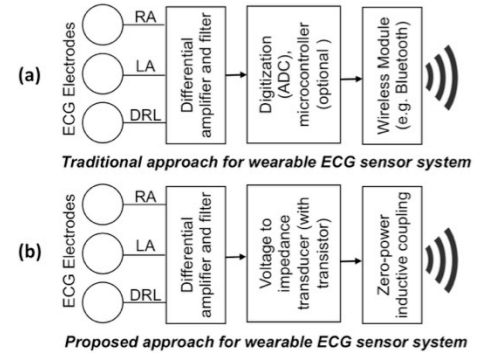 (a)
ECG Electrodes
RA
LA
DRL
Differential
amplifier and filter
Digitization
(ADC),
microcontroller
(optional )
Wireless Module
(e.g. Bluetooth)
Traditional approach for wearable ECG sensor system
(b)
ECG Electrodes
RA
LA
DRL
Differential
amplifier and filter
Voltage to
impedance
transducer (with
transistor)
Zero-power
inductive coupling
Proposed approach for wearable ECG sensor system